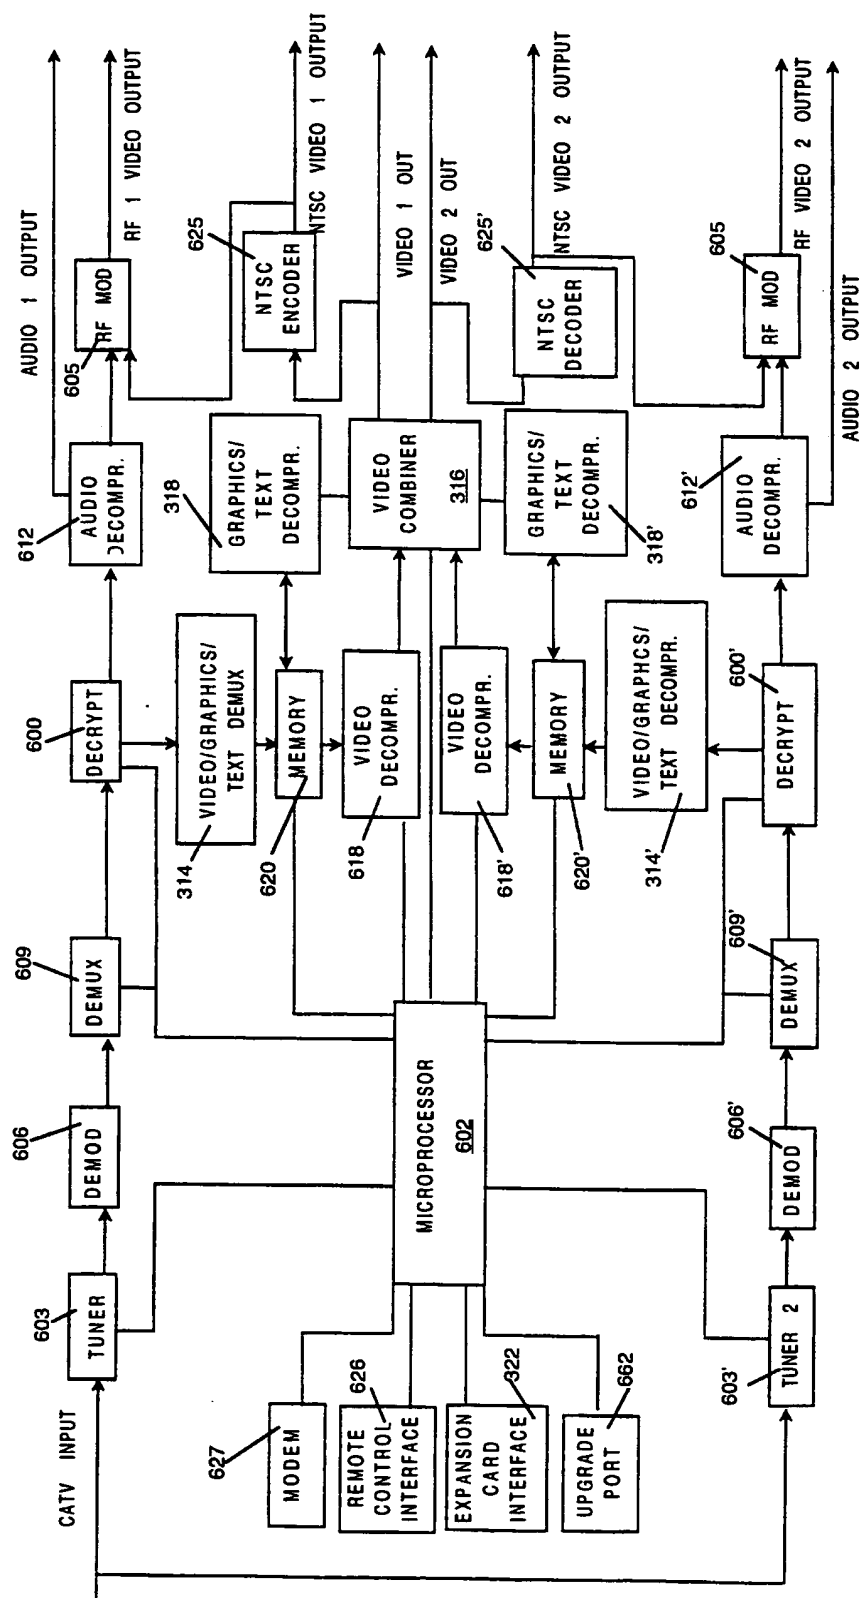 AUDIO 1 OUTPUT
RF 1 VIDEO OUTPUT
NTSC VIDEO 1 OUTPUT
VIDEO 1 OUT
VIDEO 2 OUT
NTSC VIDEO 2 OUTPUT
RF VIDEO 2 OUTPUT
AUDIO 2 OUTPUT
605
RF MOD
625
NTSC
ENCODER
625'
NTSC
DECODER
605
RF MOD
612
AUDIO
DECOMPR.
318
GRAPHICS/
TEXT
DECOMPR.
VIDEO
COMBINER
316
GRAPHICS/
TEXT
DECOMPR.
318'
612'
AUDIO
DECOMPR.
600
DECRYPT
VIDEO/GRAPHICS/
TEXT DEMUX
314
MEMORY
620
VIDEO
DECOMPR.
618
VIDEO
DECOMPR.
618'
MEMORY
620'
VIDEO/GRAPHCS/
TEXT DECOMPR.
314'
600'
DECRYPT
609
DEMUX
609'
DEMUX
606
DEMOD
MICROPROCESSOR
602
606'
DEMOD
603
TUNER
603'
TUNER 2
CATV INPUT
627
MODEM
626
REMOTE
CONTROL
INTERFACE
322
EXPANSION
CARD
INTERFACE
662
UPGRADE
PORT